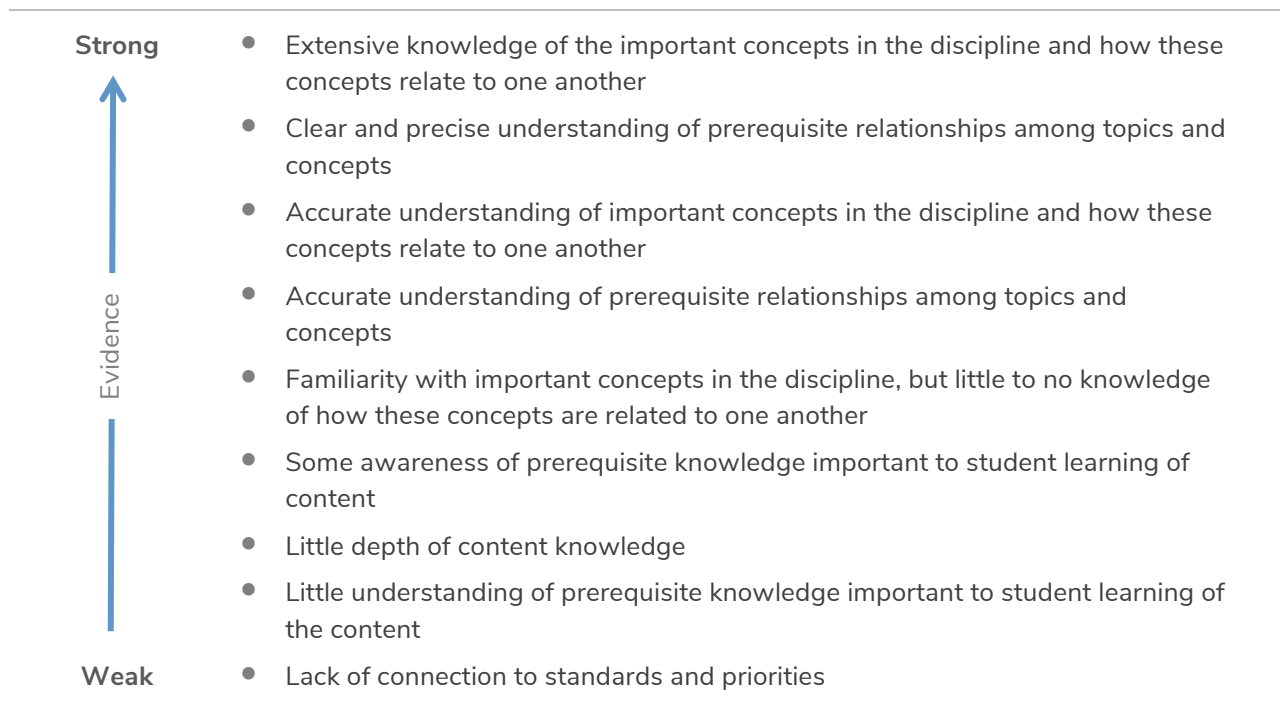 Strong
Extensive knowledge of the important concepts in the discipline and how these
concepts relate to one another
Clear and precise understanding of prerequisite relationships among topics and
concepts
Accurate understanding of important concepts in the discipline and how these
concepts relate to one another
Evidence
Accurate understanding of prerequisite relationships among topics and
concepts
Familiarity with important concepts in the discipline, but little to no knowledge
of how these concepts are related to one another
Some awareness of prerequisite knowledge important to student learning of
content
Little depth of content knowledge
Little understanding of prerequisite knowledge important to student learning of
the content
Weak
Lack of connection to standards and priorities